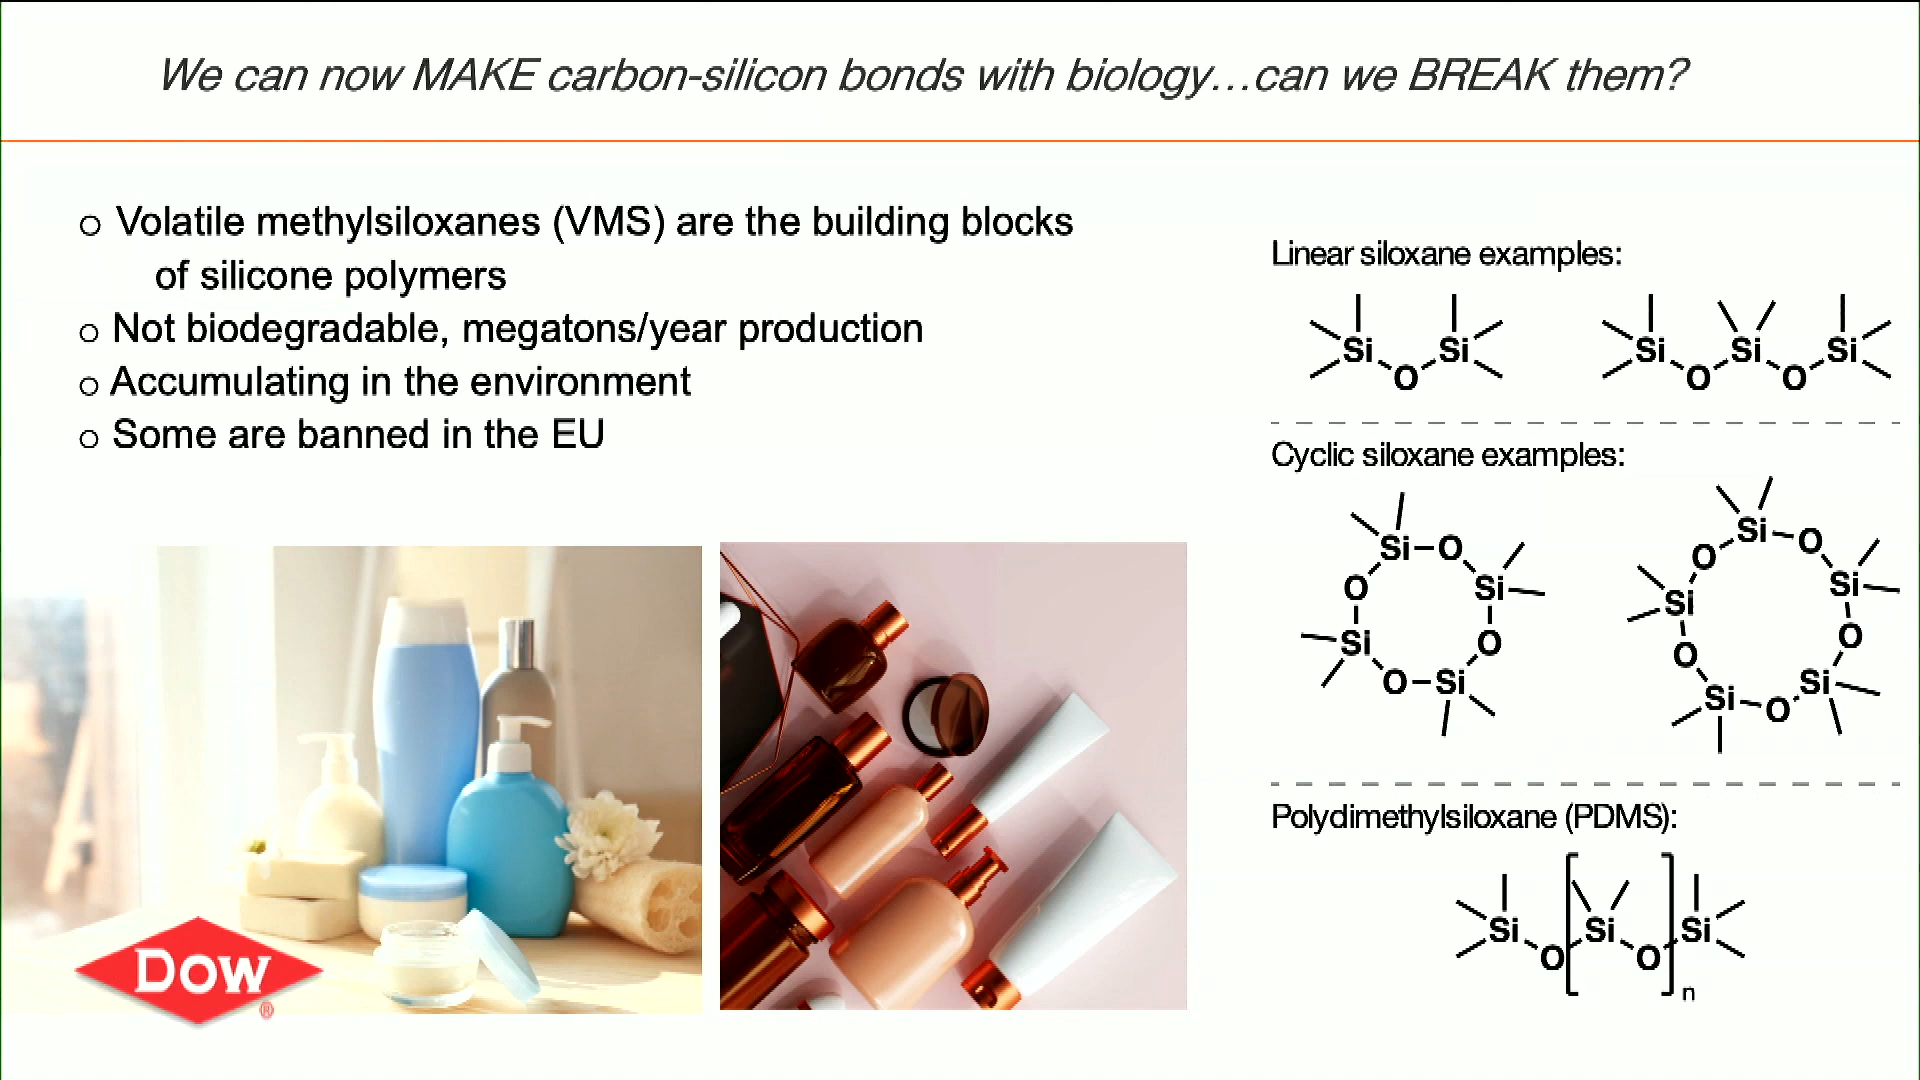 We can now MAKE carbon-silicon bonds with biology...can we BREAK them?
o Volatile methylsiloxanes (VMS) are the building blocks
of silicone polymers
o Not biodegradable, megatons/year production
o Accumulating in the environment
o Some are banned in the EU
Linear siloxane examples:
Si O Si
Si O Si O Si
Cyclic siloxane examples:
Si O Si O Si O Si O
Si O Si O Si O Si O Si O
Polydimethylsiloxane (PDMS):
Si O [ Si O ] n Si
Dow ®